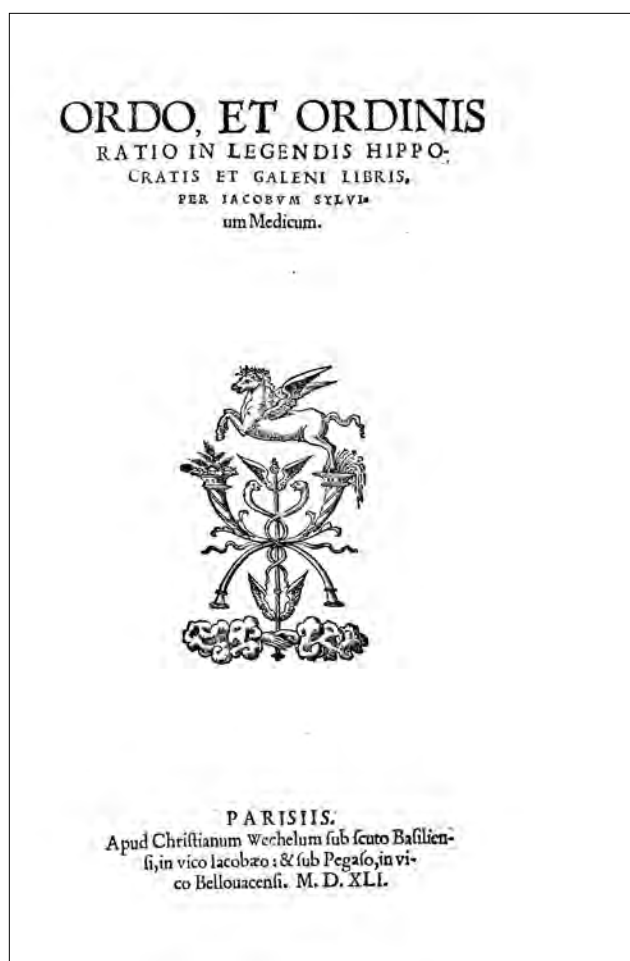 ORDO, ET ORDINIS
RATIO IN LEGENDIS HIPPO-
CRATIS ET GALENI LIBRIS,
PER IACOBVM SYLVI-
um Medicum.
PARISIIS.
Apud Chriſtianum Wechelum ſub ſcuto Baſilien-
ſi, in vico Iacobæo: & ſub Pegaſo, in vi-
co Bellouacenſi. M. D. XLI.